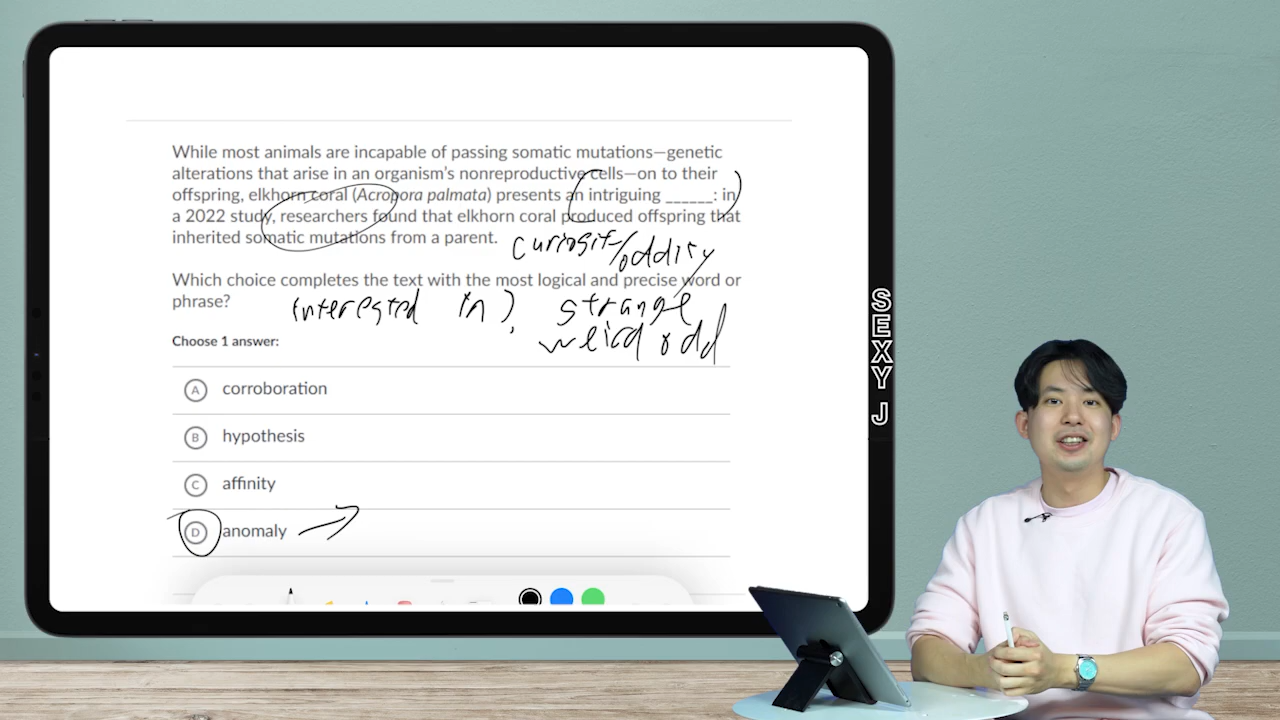 While most animals are incapable of passing somatic mutations—genetic
alterations that arise in an organism's nonreproductive cells—on to their
offspring, elkhorn coral (Acropora palmata) presents an intriguing ______: in
a 2022 study, researchers found that elkhorn coral produced offspring that
inherited somatic mutations from a parent.
curiosity/oddity
Which choice completes the text with the most logical and precise word or
phrase?
interested in?
strange
weird odd
Choose 1 answer:
A corroboration
B hypothesis
C affinity
D anomaly
SEXY J